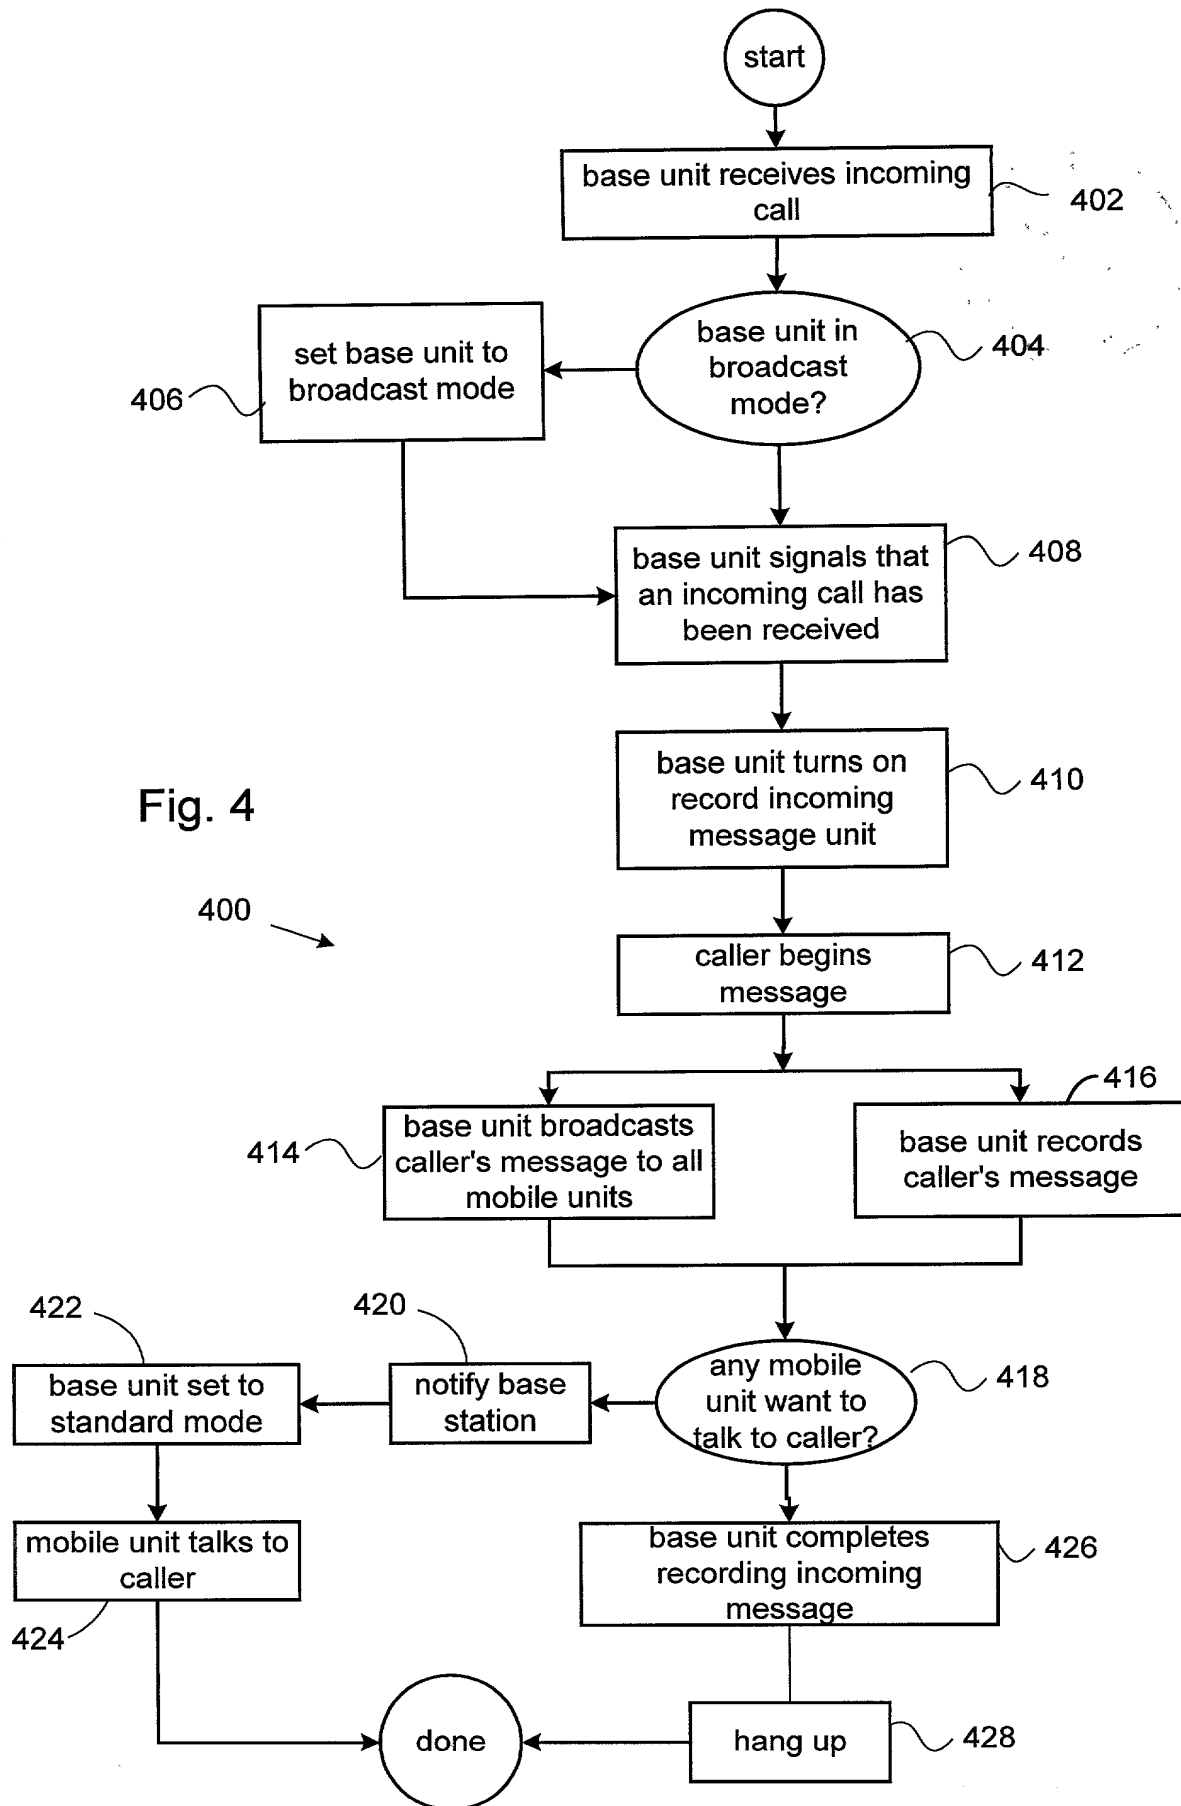 start
base unit receives incoming
call
402
base unit in
broadcast
mode?
404
set base unit to
broadcast mode
406
base unit signals that
an incoming call has
been received
408
base unit turns on
record incoming
message unit
410
Fig. 4
400
caller begins
message
412
base unit broadcasts
caller's message to all
mobile units
414
416
base unit records
caller's message
any mobile
unit want to
talk to caller?
418
420
notify base
station
422
base unit set to
standard mode
mobile unit talks to
caller
424
base unit completes
recording incoming
message
426
done
hang up
428